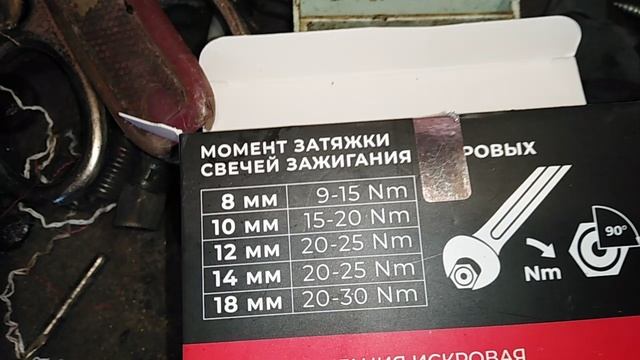 МОМЕНТ ЗАТЯЖКИ
СВЕЧЕЙ ЗАЖИГАНИЯ
8 мм 9-15 Nm
10 мм 15-20 Nm
12 мм 20-25 Nm
14 мм 20-25 Nm
18 мм 20-30 Nm
Nm
90°
ИСКРОВАЯ